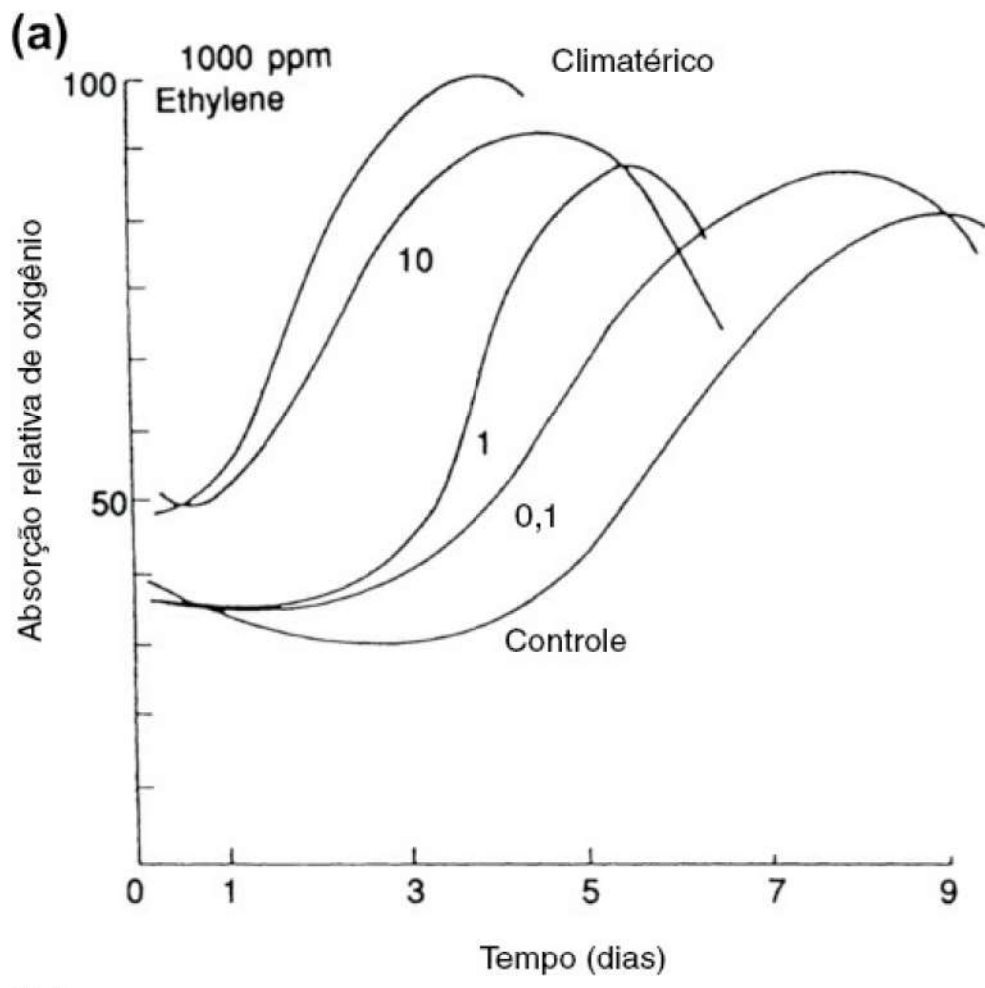 (a)
1000 ppm
Ethylene
Climatérico
100
10
Absorção relativa de oxigênio
1
50
0,1
Controle
0 1 3 5 7 9
Tempo (dias)